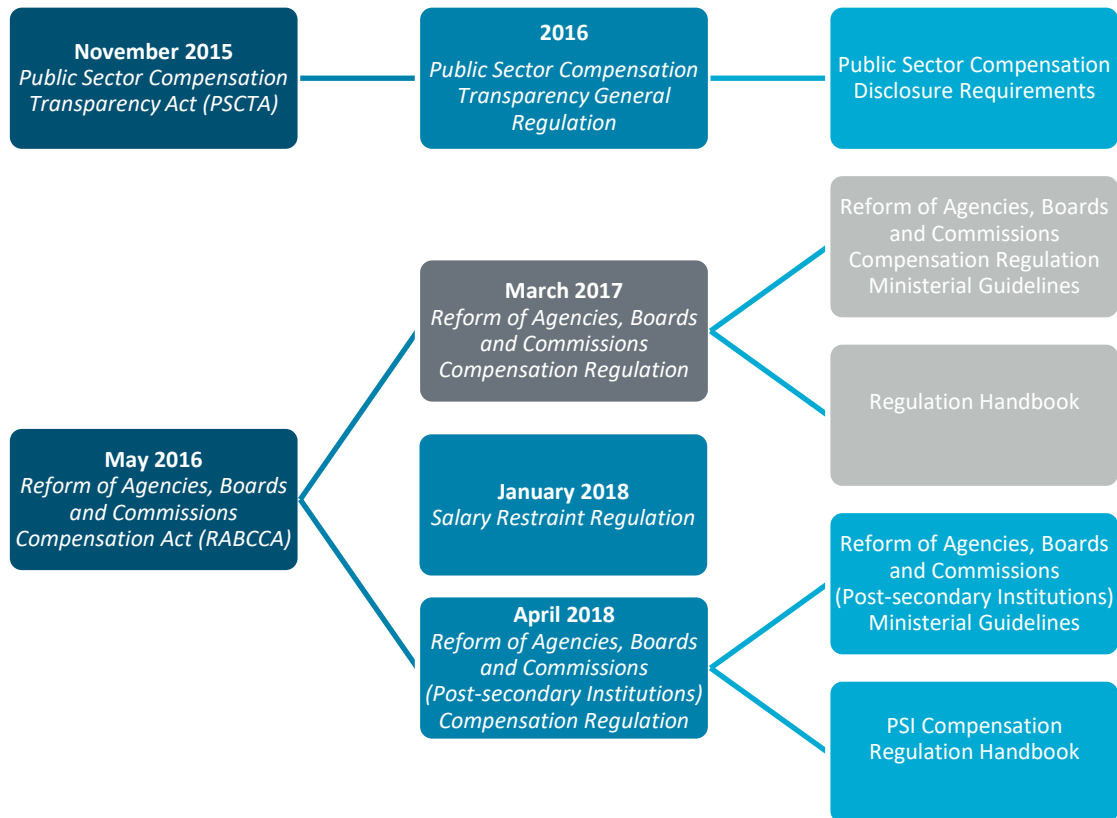 November 2015
Public Sector Compensation
Transparency Act (PSCTA)
2016
Public Sector Compensation
Transparency General
Regulation
Public Sector Compensation
Disclosure Requirements
May 2016
Reform of Agencies, Boards
and Commissions
Compensation Act (RABCCA)
March 2017
Reform of Agencies, Boards
and Commissions
Compensation Regulation
Reform of Agencies, Boards
and Commissions
Compensation Regulation
Ministerial Guidelines
Regulation Handbook
January 2018
Salary Restraint Regulation
April 2018
Reform of Agencies, Boards
and Commissions
(Post-secondary Institutions)
Compensation Regulation
Reform of Agencies, Boards
and Commissions
(Post-secondary Institutions)
Ministerial Guidelines
PSI Compensation
Regulation Handbook